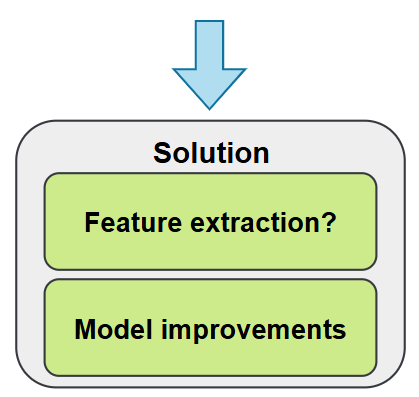 Solution
Feature extraction?
Model improvements